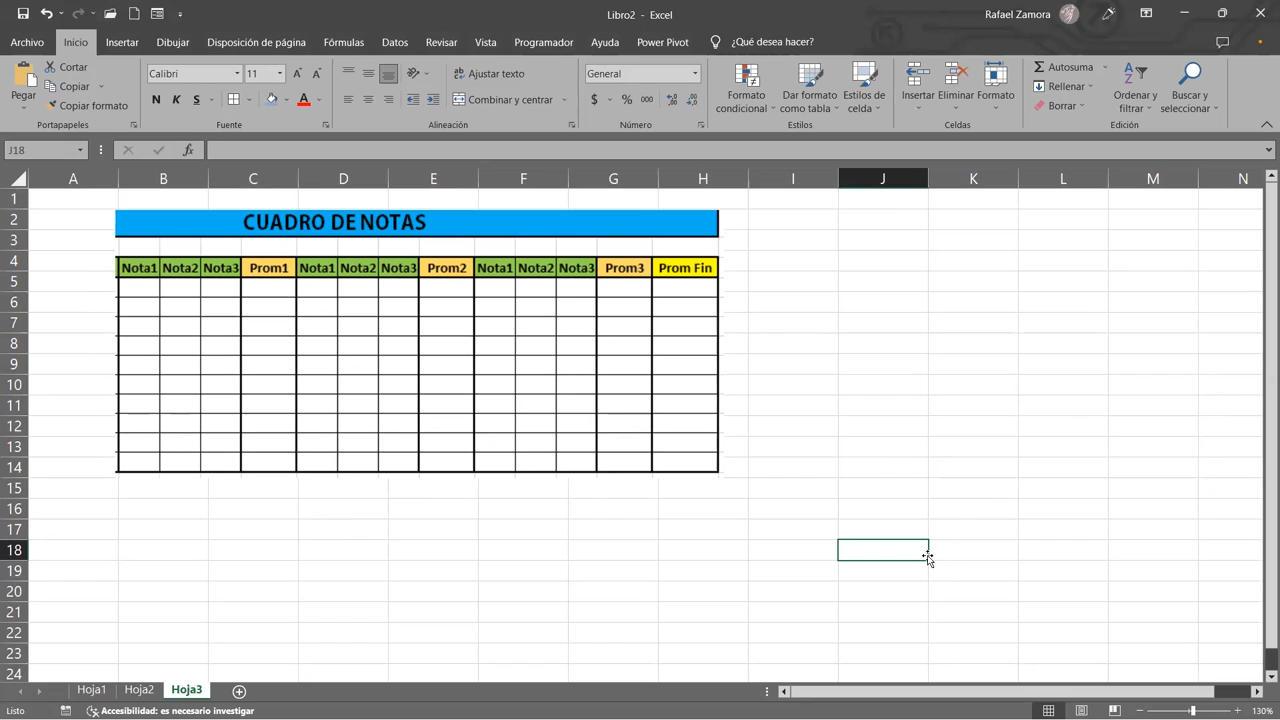 Libro2 - Excel
Rafael Zamora
Archivo Inicio Insertar Dibujar Disposición de página Fórmulas Datos Revisar Vista Programador Ayuda Power Pivot ¿Qué desea hacer?
Pegar
Cortar
Copiar
Copiar formato
Portapapeles
Calibri 11
N K S
Fuente
Ajustar texto
Combinar y centrar
Alineación
General
$ % 000
Número
Formato condicional
Dar formato como tabla
Estilos de celda
Estilos
Insertar Eliminar Formato
Celdas
Autosuma
Rellenar
Borrar
Ordenar y filtrar
Buscar y seleccionar
Edición
J18
fx
A B C D E F G H I J K L M N
1
2
3
4
5
6
7
8
9
10
11
12
13
14
15
16
17
18
19
20
21
22
23
24
CUADRO DE NOTAS
Nota1 Nota2 Nota3 Prom1 Nota1 Nota2 Nota3 Prom2 Nota1 Nota2 Nota3 Prom3 Prom Fin
Hoja1 Hoja2 Hoja3
Listo
Accesibilidad: es necesario investigar
130%